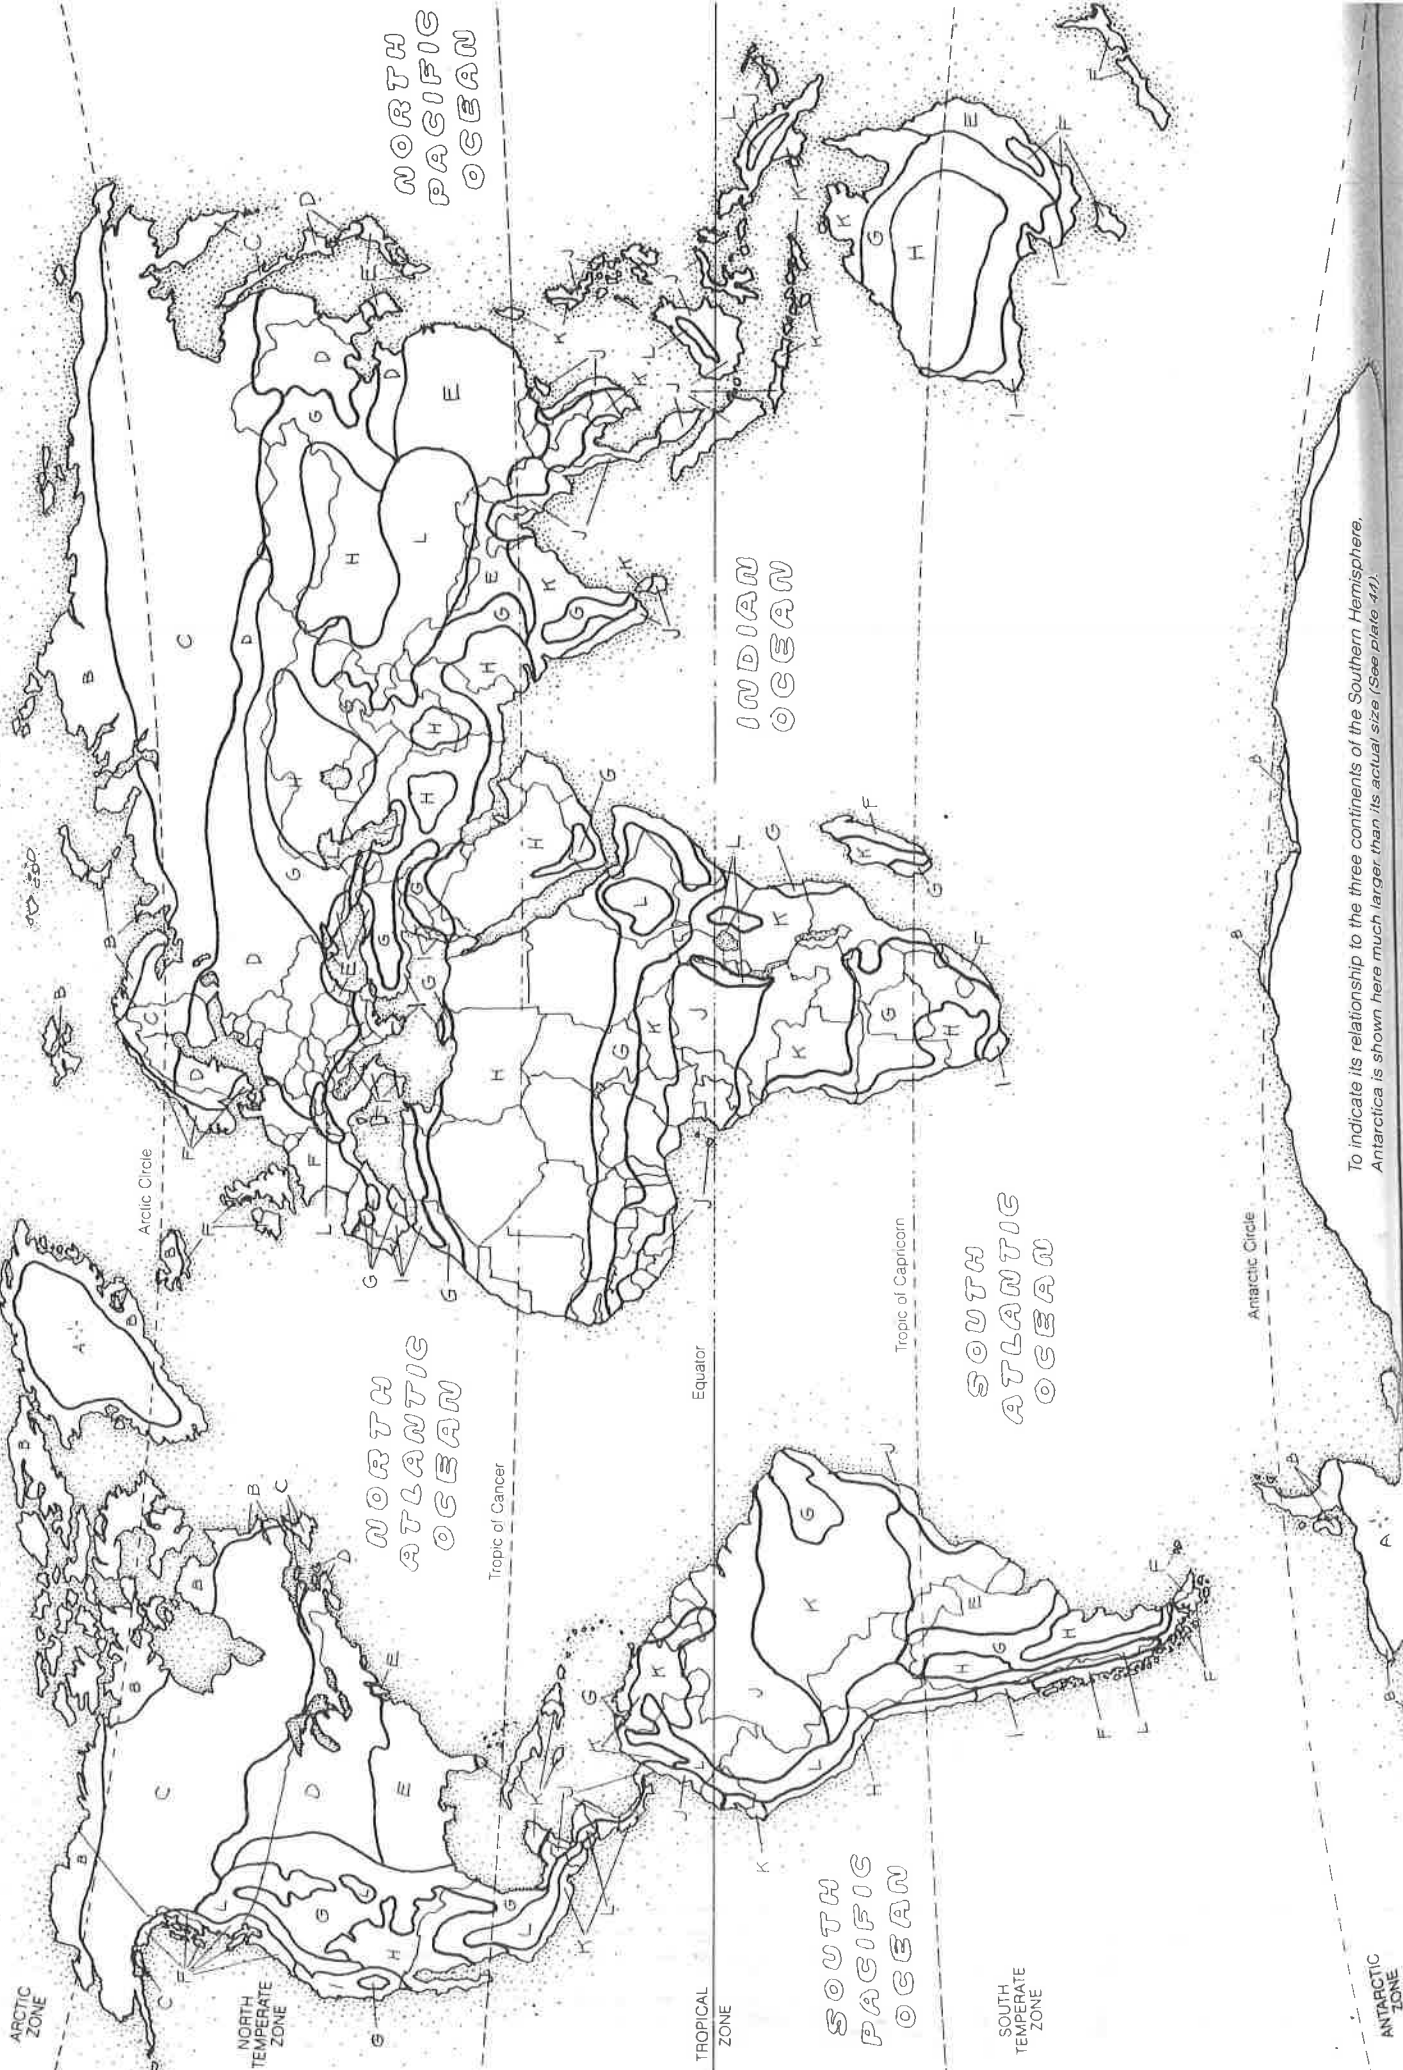 ARCTIC
ZONE
NORTH
TEMPERATE
ZONE
TROPICAL
ZONE
SOUTH
TEMPERATE
ZONE
ANTARCTIC
ZONE
Arctic Circle
Tropic of Cancer
Equator
Tropic of Capricorn
Antarctic Circle
NORTH
ATLANTIC
OCEAN
NORTH
PACIFIC
OCEAN
INDIAN
OCEAN
SOUTH
PACIFIC
OCEAN
SOUTH
ATLANTIC
OCEAN
A
B
C
D
E
F
G
H
I
J
K
L
To indicate its relationship to the three continents of the Southern Hemisphere,
Antarctica is shown here much larger than its actual size (See plate 44).